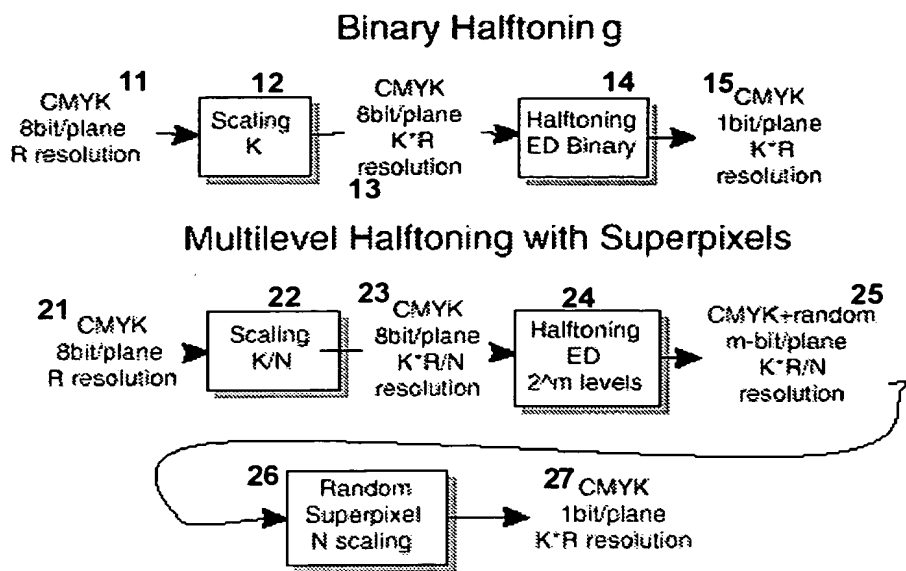 Binary Halftoning
11
CMYK
8bit/plane
R resolution
12
Scaling
K
CMYK
8bit/plane
K*R
resolution
13
14
Halftoning
ED Binary
15
CMYK
1bit/plane
K*R
resolution
Multilevel Halftoning with Superpixels
21
CMYK
8bit/plane
R resolution
22
Scaling
K/N
23
CMYK
8bit/plane
K*R/N
resolution
24
Halftoning
ED
2^m levels
25
CMYK+random
m-bit/plane
K*R/N
resolution
26
Random
Superpixel
N scaling
27
CMYK
1bit/plane
K*R resolution